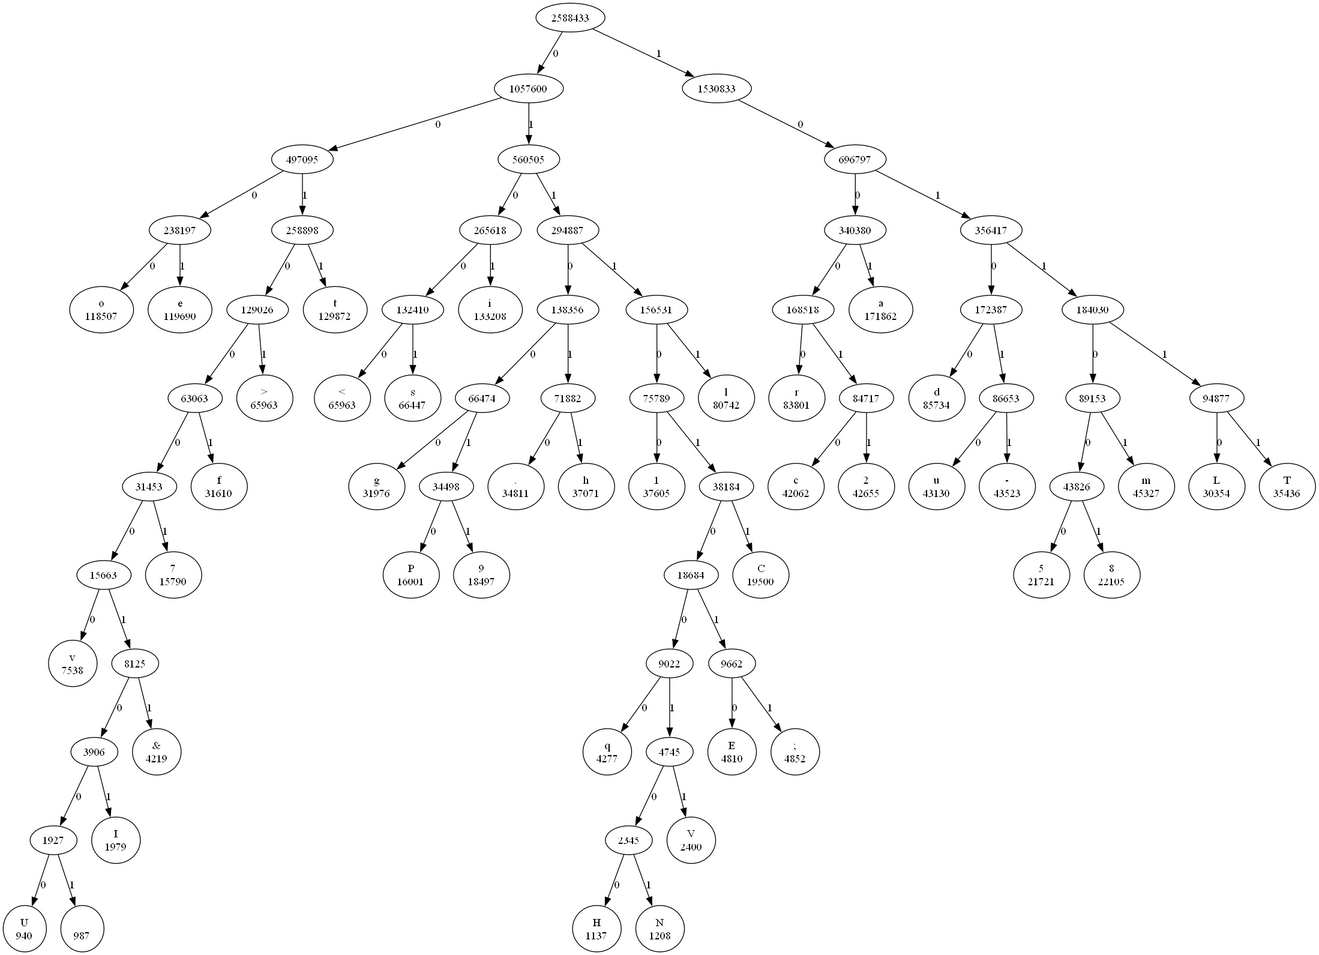 2588433
0 1
1057600 1530833
0 1 0
497095 560505 696797
0 1 0 1 0 1
238197 258898 265618 294887 340380 356417
0 1 0 1 0 1 0 1 0 1 0 1
o 118507
e 119690
129026
t 129872
132410
i 133208
138356 156531 168518
a 171862
172387 184030
0 1 0 1 0 1 0 1 0 1 0 1 0 1
63063
> 65963
< 65963
s 66447
66474 71882 75789
l 80742
r 83801
84717
d 85734
86653 89153 94877
0 1 0 1 0 1 0 1 0 1 0 1 0 1 0 1
31453
f 31610
g 31976
34498
. 34811
h 37071
1 37605
38184
c 42062
2 42655
u 43130
- 43523
43826
m 45327
L 30354
T 35436
0 1 0 1 0 1 0 1
15663
7 15790
P 16001
9 18497
18684
C 19500
5 21721
8 22105
0 1 0 1
v 7538
8125 9022 9662
0 1 0 1 0 1
3906
& 4219
q 4277
4745
E 4810
; 4852
0 1 0 1
1927
I 1979
2345
V 2400
0 1 0 1
U 940
987
H 1137
N 1208